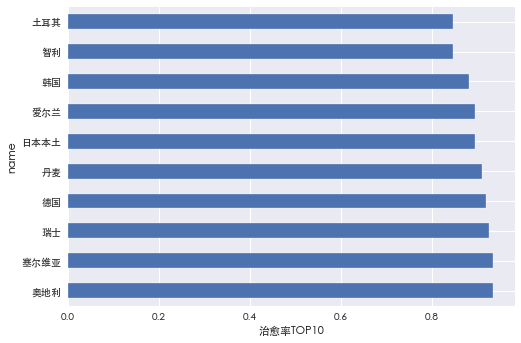 土耳其
智利
韩国
爱尔兰
日本本土
丹麦
德国
瑞士
塞尔维亚
奥地利
name
0.0 0.2 0.4 0.6 0.8
治愈率TOP10